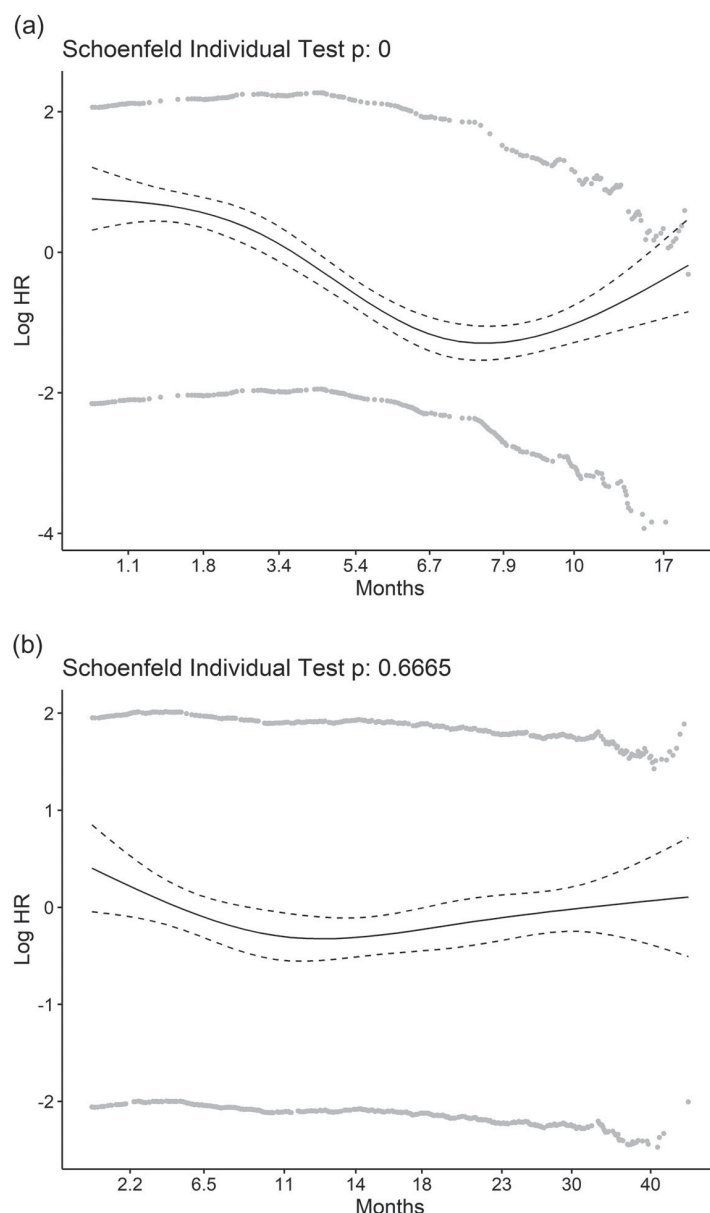 (a)
Schoenfeld Individual Test p: 0
2
0
-2
-4
Log HR
1.1 1.8 3.4 5.4 6.7 7.9 10 17
Months
(b)
Schoenfeld Individual Test p: 0.6665
2
1
0
-1
-2
Log HR
2.2 6.5 11 14 18 23 30 40
Months